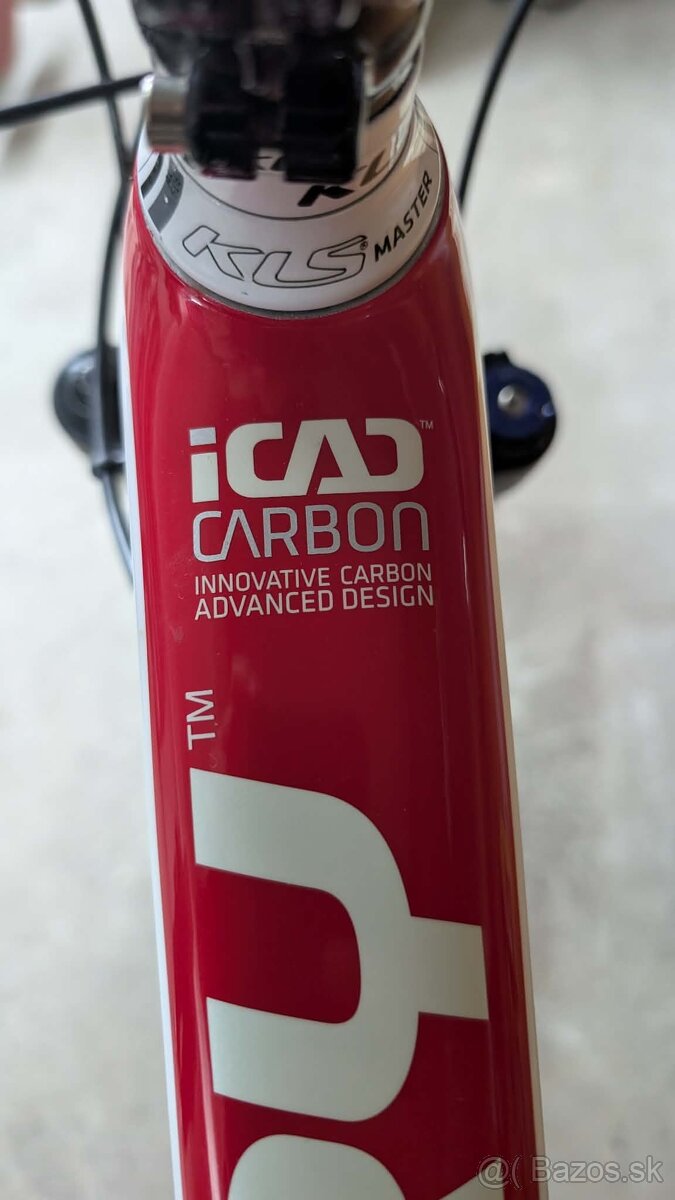 KLS® MASTER
iCAD™
CARBON
INNOVATIVE CARBON
ADVANCED DESIGN
TM
@( Bazos.sk